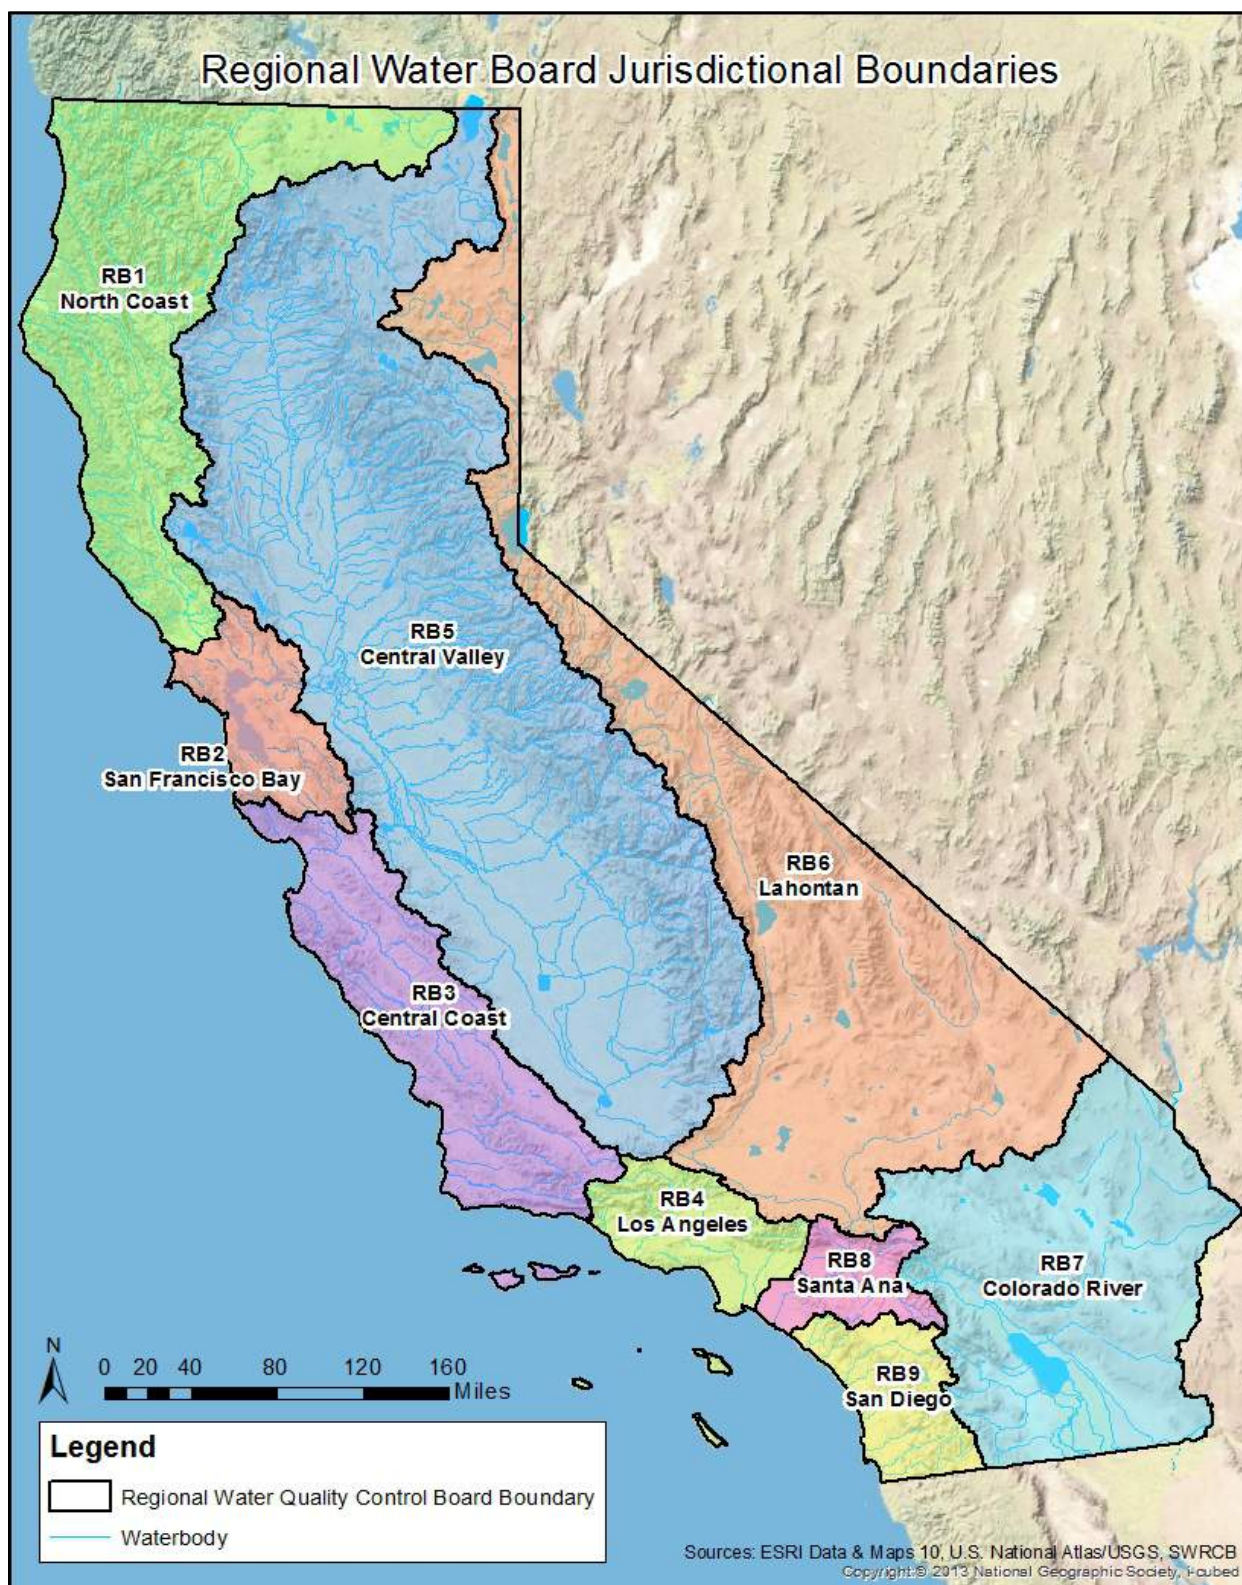 Regional Water Board Jurisdictional Boundaries
RB1
North Coast
RB5
Central Valley
RB2
San Francisco Bay
RB6
Lahontan
RB3
Central Coast
RB4
Los Angeles
RB8
Santa Ana
RB7
Colorado River
RB9
San Diego
N
0 20 40 80 120 160
Miles
Legend
Regional Water Quality Control Board Boundary
Waterbody
Sources: ESRI Data & Maps 10, U.S. National Atlas/USGS, SWRCB
Copyright:© 2013 National Geographic Society, i-cubed